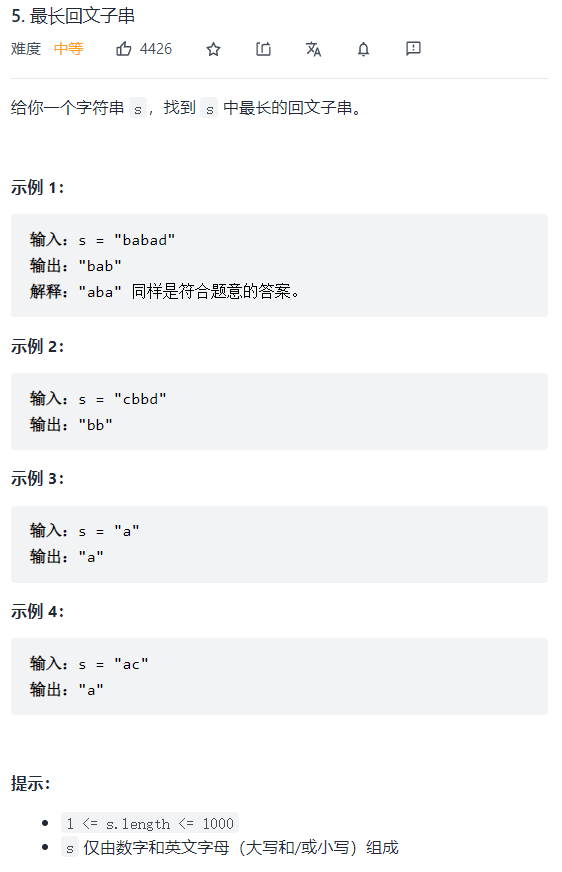 5. 最长回文子串
难度 中等 4426
给你一个字符串 s，找到 s 中最长的回文子串。
示例 1：
输入：s = "babad"
输出："bab"
解释："aba" 同样是符合题意的答案。
示例 2：
输入：s = "cbbd"
输出："bb"
示例 3：
输入：s = "a"
输出："a"
示例 4：
输入：s = "ac"
输出："a"
提示：
1 <= s.length <= 1000
s 仅由数字和英文字母（大写和/或小写）组成